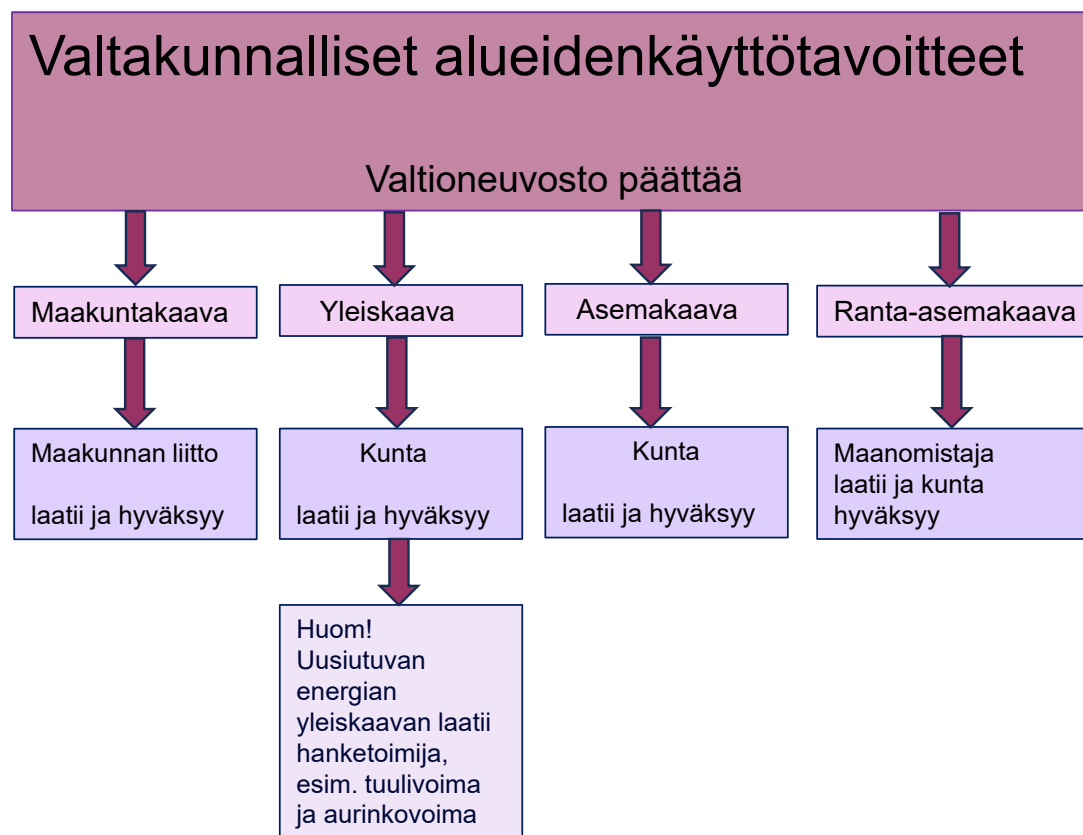 Valtakunnalliset alueidenkäyttötavoitteet
Valtioneuvosto päättää
Maakuntakaava
Yleiskaava
Asemakaava
Ranta-asemakaava
Maakunnan liitto
laatii ja hyväksyy
Kunta
laatii ja hyväksyy
Kunta
laatii ja hyväksyy
Maanomistaja
laatii ja kunta
hyväksyy
Huom!
Uusiutuvan
energian
yleiskaavan laatii
hanketoimija,
esim. tuulivoima
ja aurinkovoima